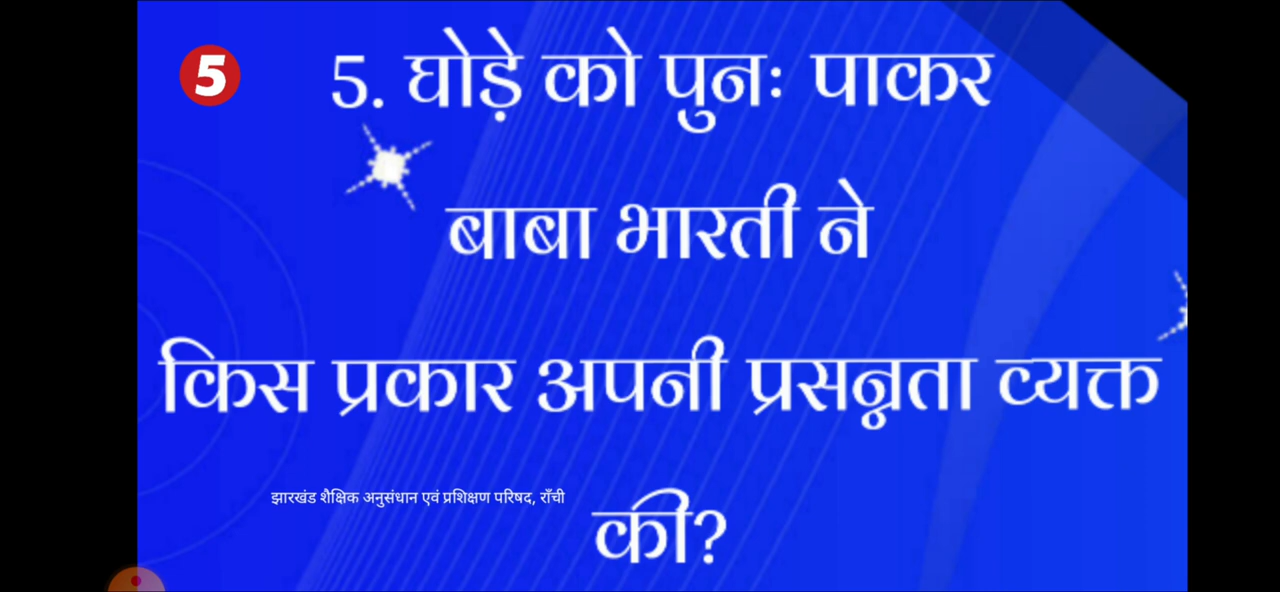 5
5. घोड़े को पुनः पाकर
बाबा भारती ने
किस प्रकार अपनी प्रसन्नता व्यक्त
झारखंड शैक्षिक अनुसंधान एवं प्रशिक्षण परिषद, राँची
की?